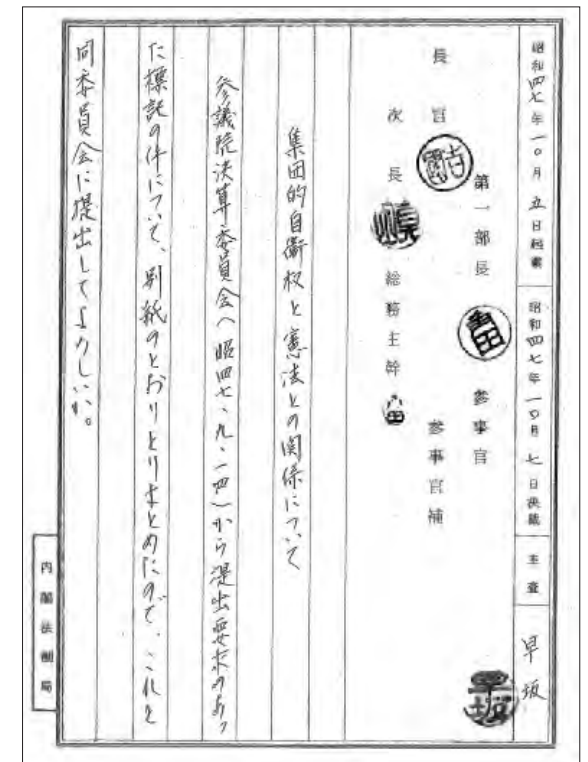 昭和四七年一〇月五日起案
昭和四七年一〇月七日決裁
主査
早坂
早坂
第一部長
參事官
長官
參事官補
次長
総務主幹
集団的自衛权と憲法との関係について
参議院決算委員会(昭四七、九、一四)から提出要求のあっ
た標記の件について、別紙のとおりとりまとめたので、これを
同委員会に提出してよろしいか。
内閣法制局